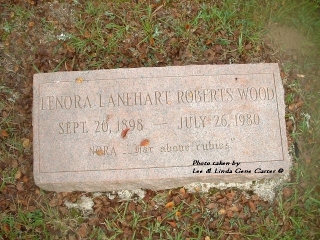 LENORA LANEHART ROBERTS WOOD
SEPT. 20, 1898 — JULY 26, 1980
NORA ... her above rubies
Photo taken by
Lee & Linda Gene Carter ©